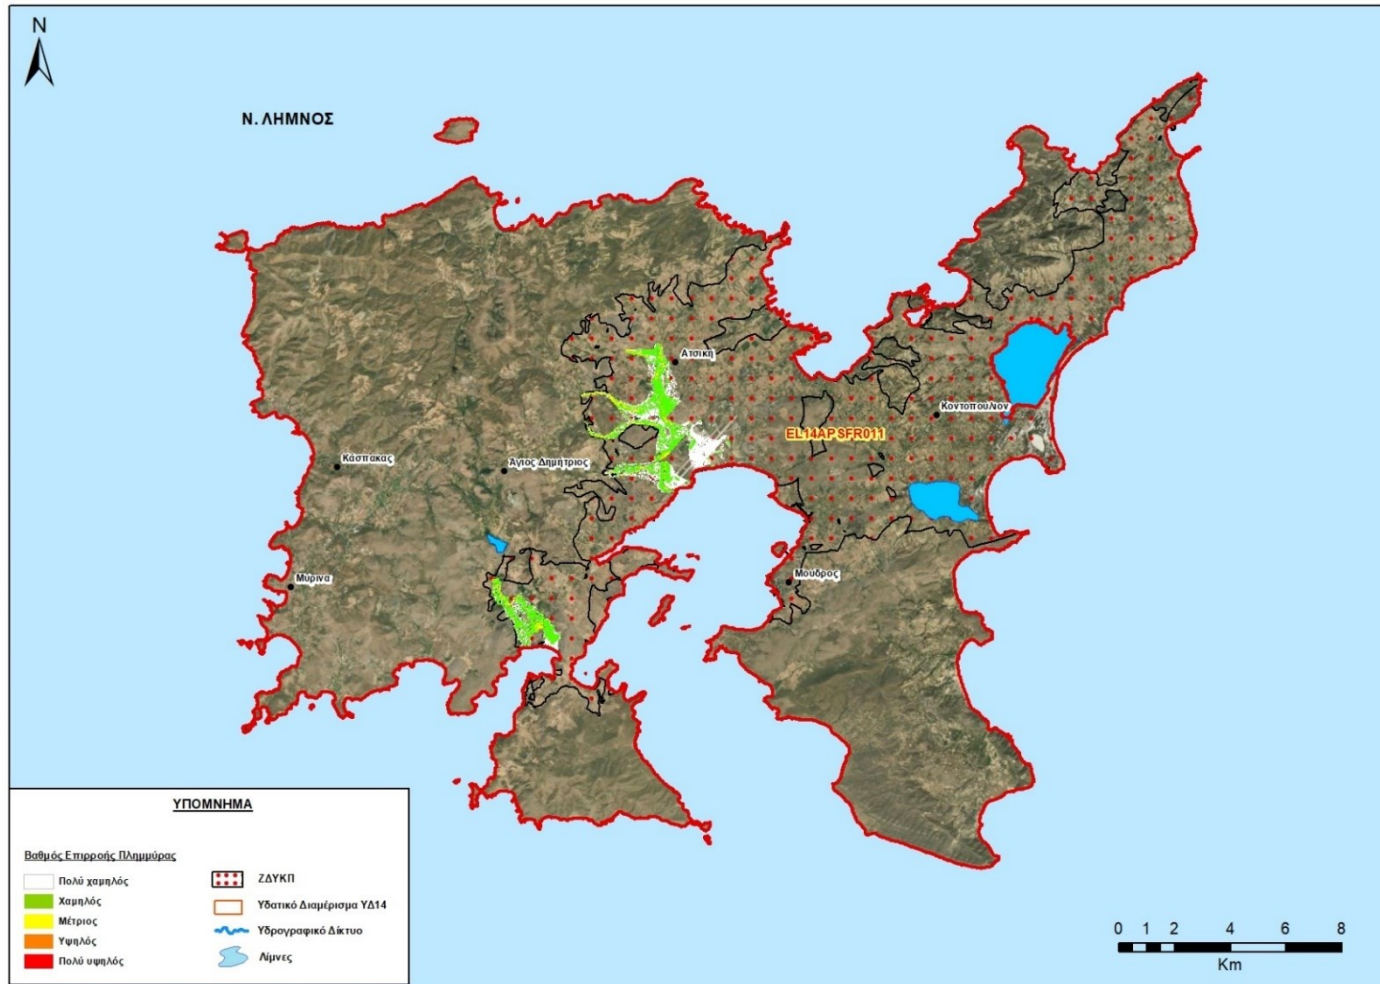 N
Ν. ΛΗΜΝΟΣ
Ατσική
Κοντοπούλιον
EL14APSFR011
Κάσπακας
Άγιος Δημήτριος
Μύρινα
Μούδρος
ΥΠΟΜΝΗΜΑ
Βαθμός Επιρροής Πλημμύρας
Πολύ χαμηλός
Χαμηλός
Μέτριος
Υψηλός
Πολύ υψηλός
ΖΔΥΚΠ
Υδατικό Διαμέρισμα ΥΔ14
Υδρογραφικό Δίκτυο
Λίμνες
0 1 2 4 6 8
Km